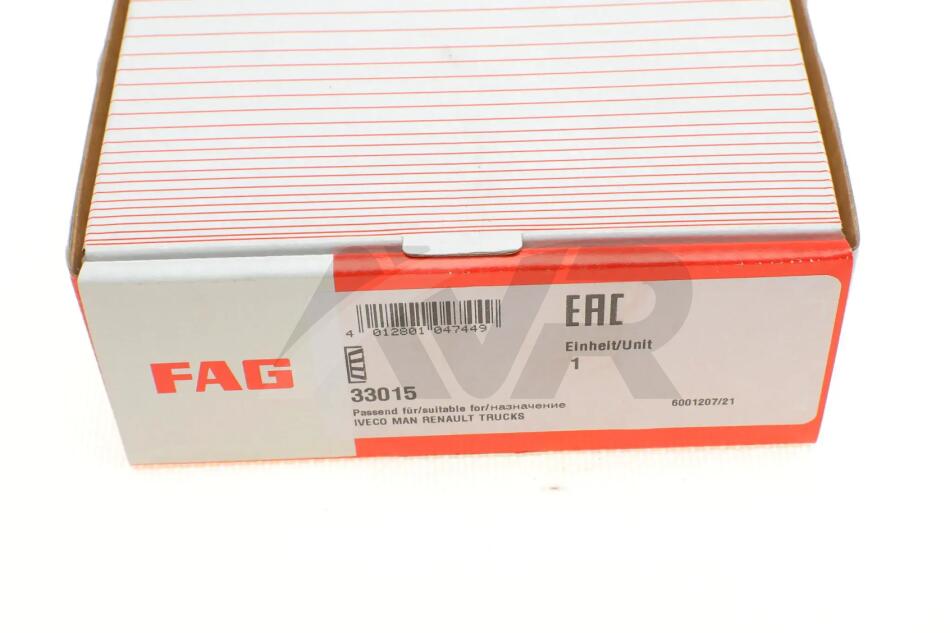 FAG
4 012801 047449
EAC
Einheit/Unit
1
33015
Passend für/suitable for/назначение
IVECO MAN RENAULT TRUCKS
6001207/21
AVR